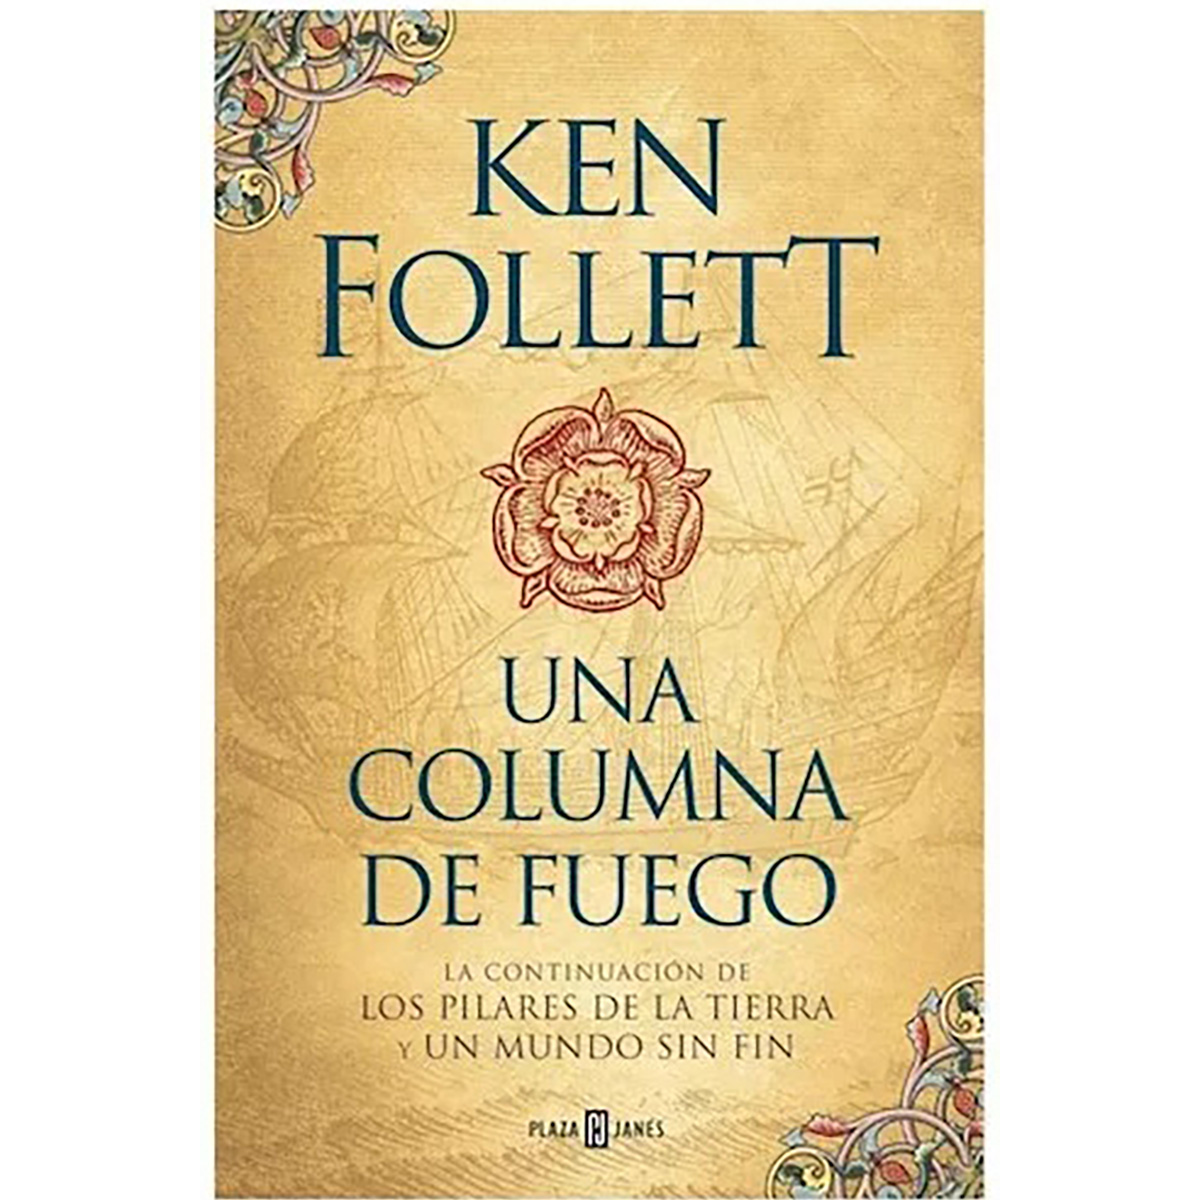 KEN
FOLLETT
UNA
COLUMNA
DE FUEGO
LA CONTINUACIÓN DE
LOS PILARES DE LA TIERRA
Y UN MUNDO SIN FIN
PLAZA PJ JANÉS